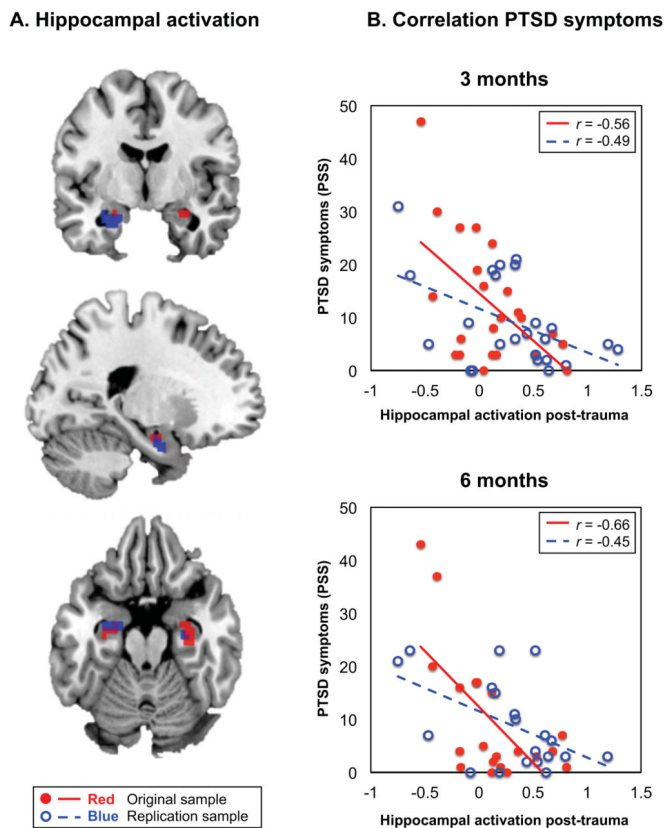 A. Hippocampal activation
B. Correlation PTSD symptoms
3 months
50
40
30
20
10
0
PTSD symptoms (PSS)
r = -0.56
r = -0.49
-1 -0.5 0 0.5 1 1.5
Hippocampal activation post-trauma
6 months
50
40
30
20
10
0
PTSD symptoms (PSS)
r = -0.66
r = -0.45
-1 -0.5 0 0.5 1 1.5
Hippocampal activation post-trauma
Red Original sample
Blue Replication sample